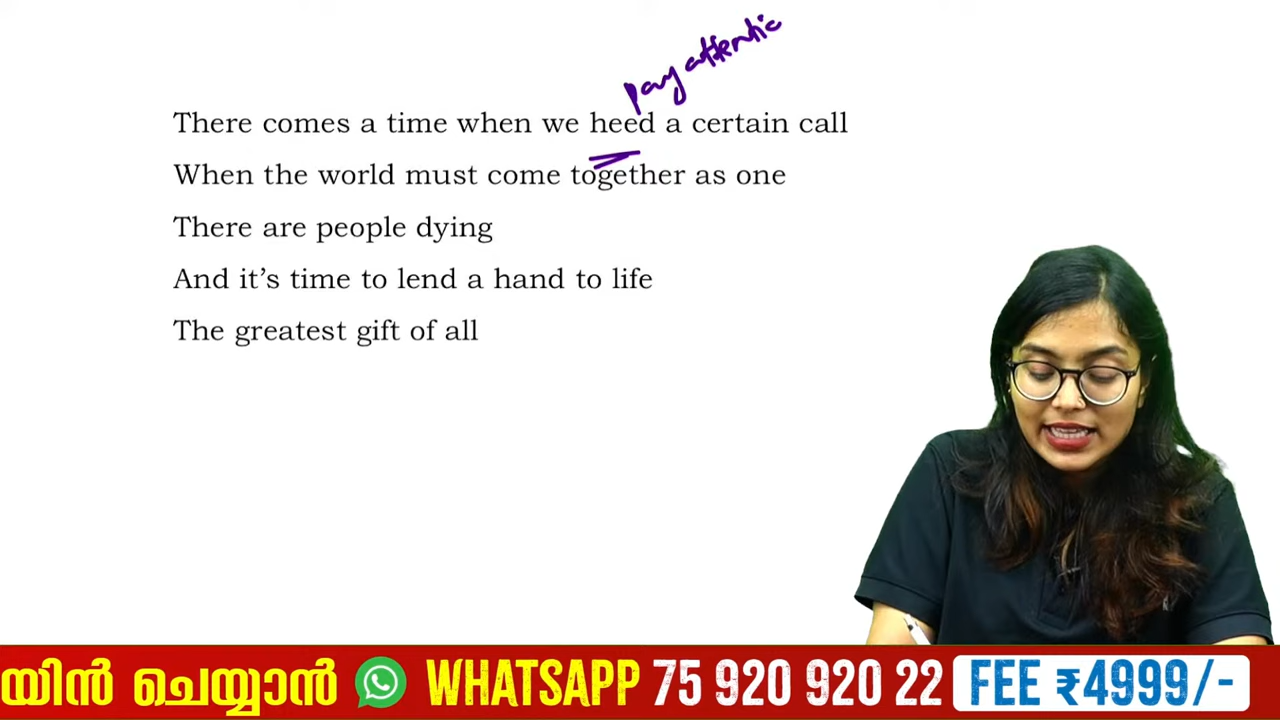 pay attentio
There comes a time when we heed a certain call
When the world must come together as one
There are people dying
And it’s time to lend a hand to life
The greatest gift of all
യിൻ ചെയ്യാൻ WHATSAPP 75 920 920 22 FEE ₹4999/-